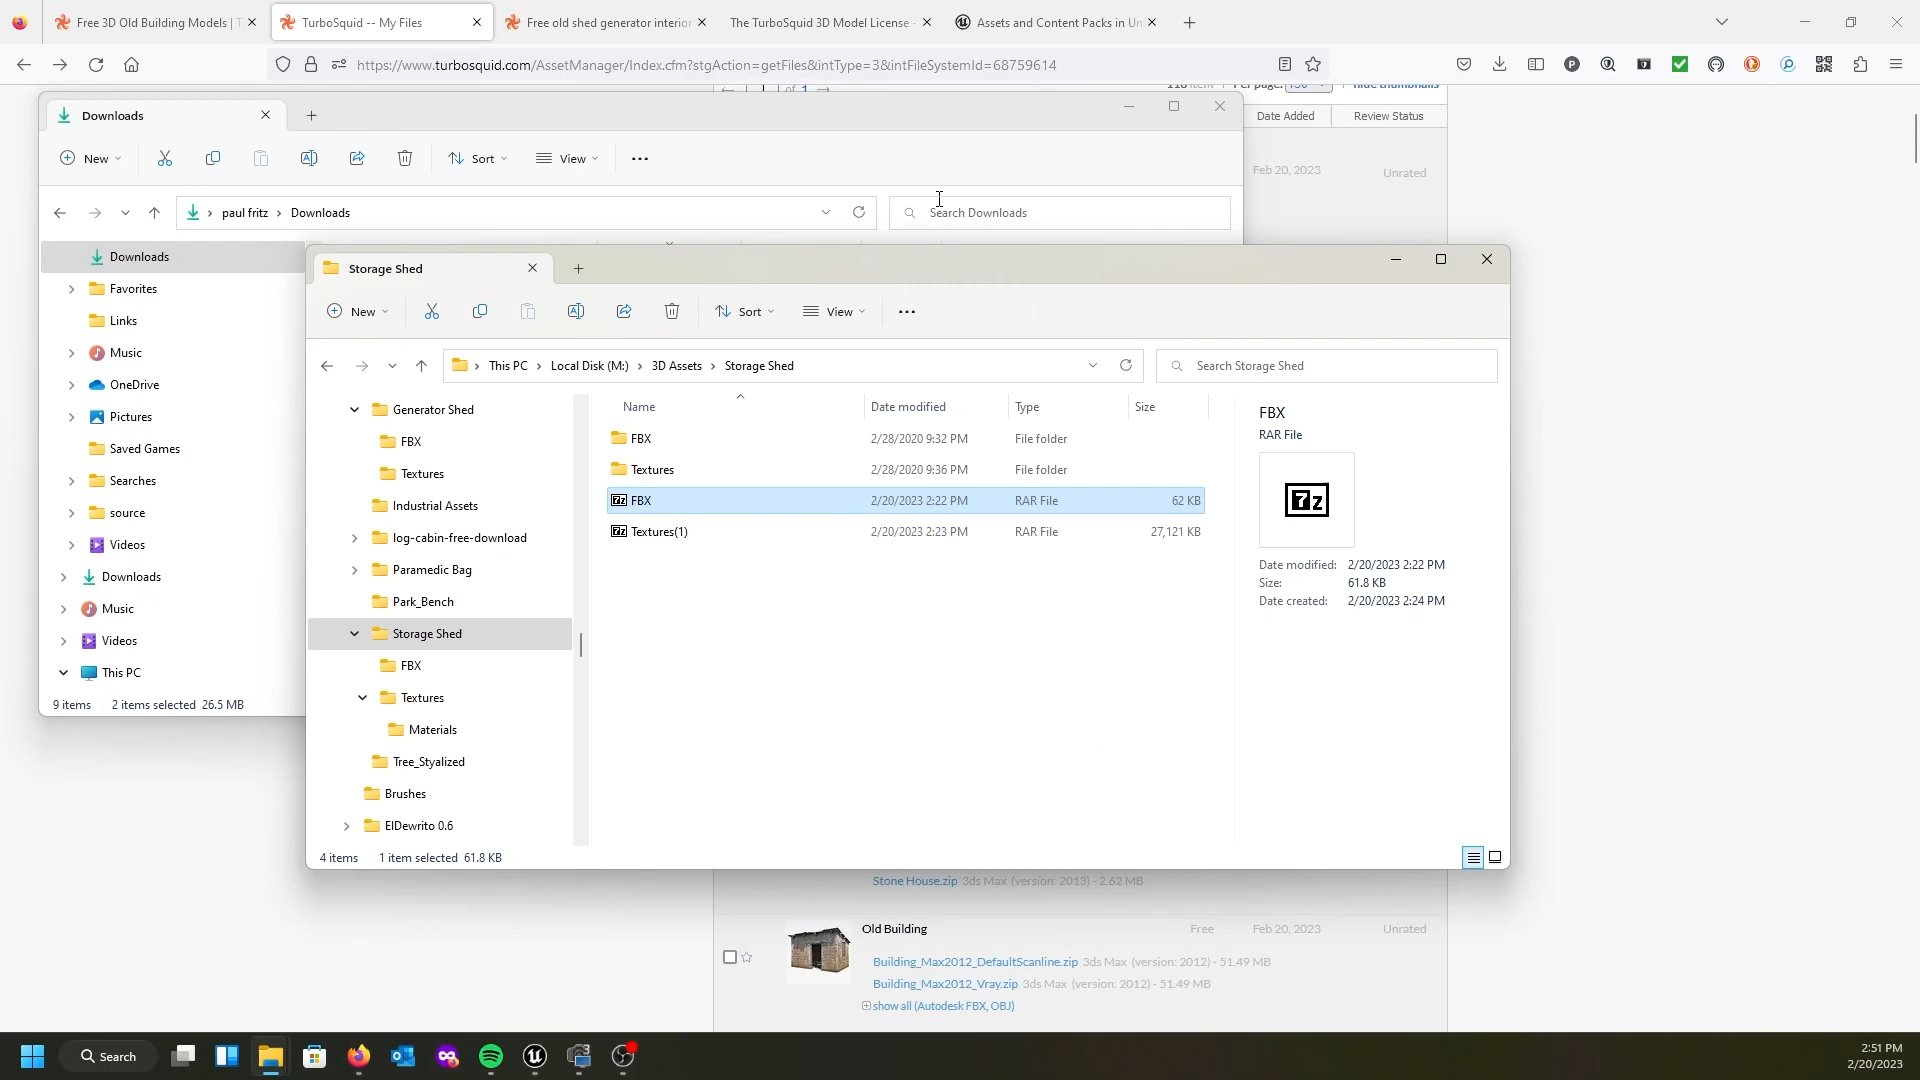 Free 3D Old Building Models | T
TurboSquid -- My Files
Free old shed generator interior
The TurboSquid 3D Model License -
Assets and Content Packs in Un
https://www.turbosquid.com/AssetManager/Index.cfm?stgAction=getFiles&intType=3&intFileSystemId=68759614
of 1
hide thumbnails
Date Added
Review Status
Feb 20, 2023
Unrated
Downloads
New
Sort
View
paul fritz > Downloads
Search Downloads
Downloads
Favorites
Links
Music
OneDrive
Pictures
Saved Games
Searches
source
Videos
Downloads
Music
Videos
This PC
9 items
2 items selected 26.5 MB
Storage Shed
New
Sort
View
This PC > Local Disk (M:) > 3D Assets > Storage Shed
Search Storage Shed
Generator Shed
FBX
Textures
Industrial Assets
log-cabin-free-download
Paramedic Bag
Park_Bench
Storage Shed
FBX
Textures
Materials
Tree_Styalized
Brushes
ElDewrito 0.6
Name
Date modified
Type
Size
FBX 2/28/2020 9:32 PM File folder
Textures 2/28/2020 9:36 PM File folder
FBX 2/20/2023 2:22 PM RAR File 62 KB
Textures(1) 2/20/2023 2:23 PM RAR File 27,121 KB
FBX
RAR File
7z
Date modified: 2/20/2023 2:22 PM
Size: 61.8 KB
Date created: 2/20/2023 2:24 PM
4 items
1 item selected 61.8 KB
Stone House.zip 3ds Max (version: 2013) - 2.62 MB
Old Building
Free
Feb 20, 2023
Unrated
Building_Max2012_DefaultScanline.zip 3ds Max (version: 2012) - 51.49 MB
Building_Max2012_Vray.zip 3ds Max (version: 2012) - 51.49 MB
show all (Autodesk FBX, OBJ)
Search
2:51 PM
2/20/2023